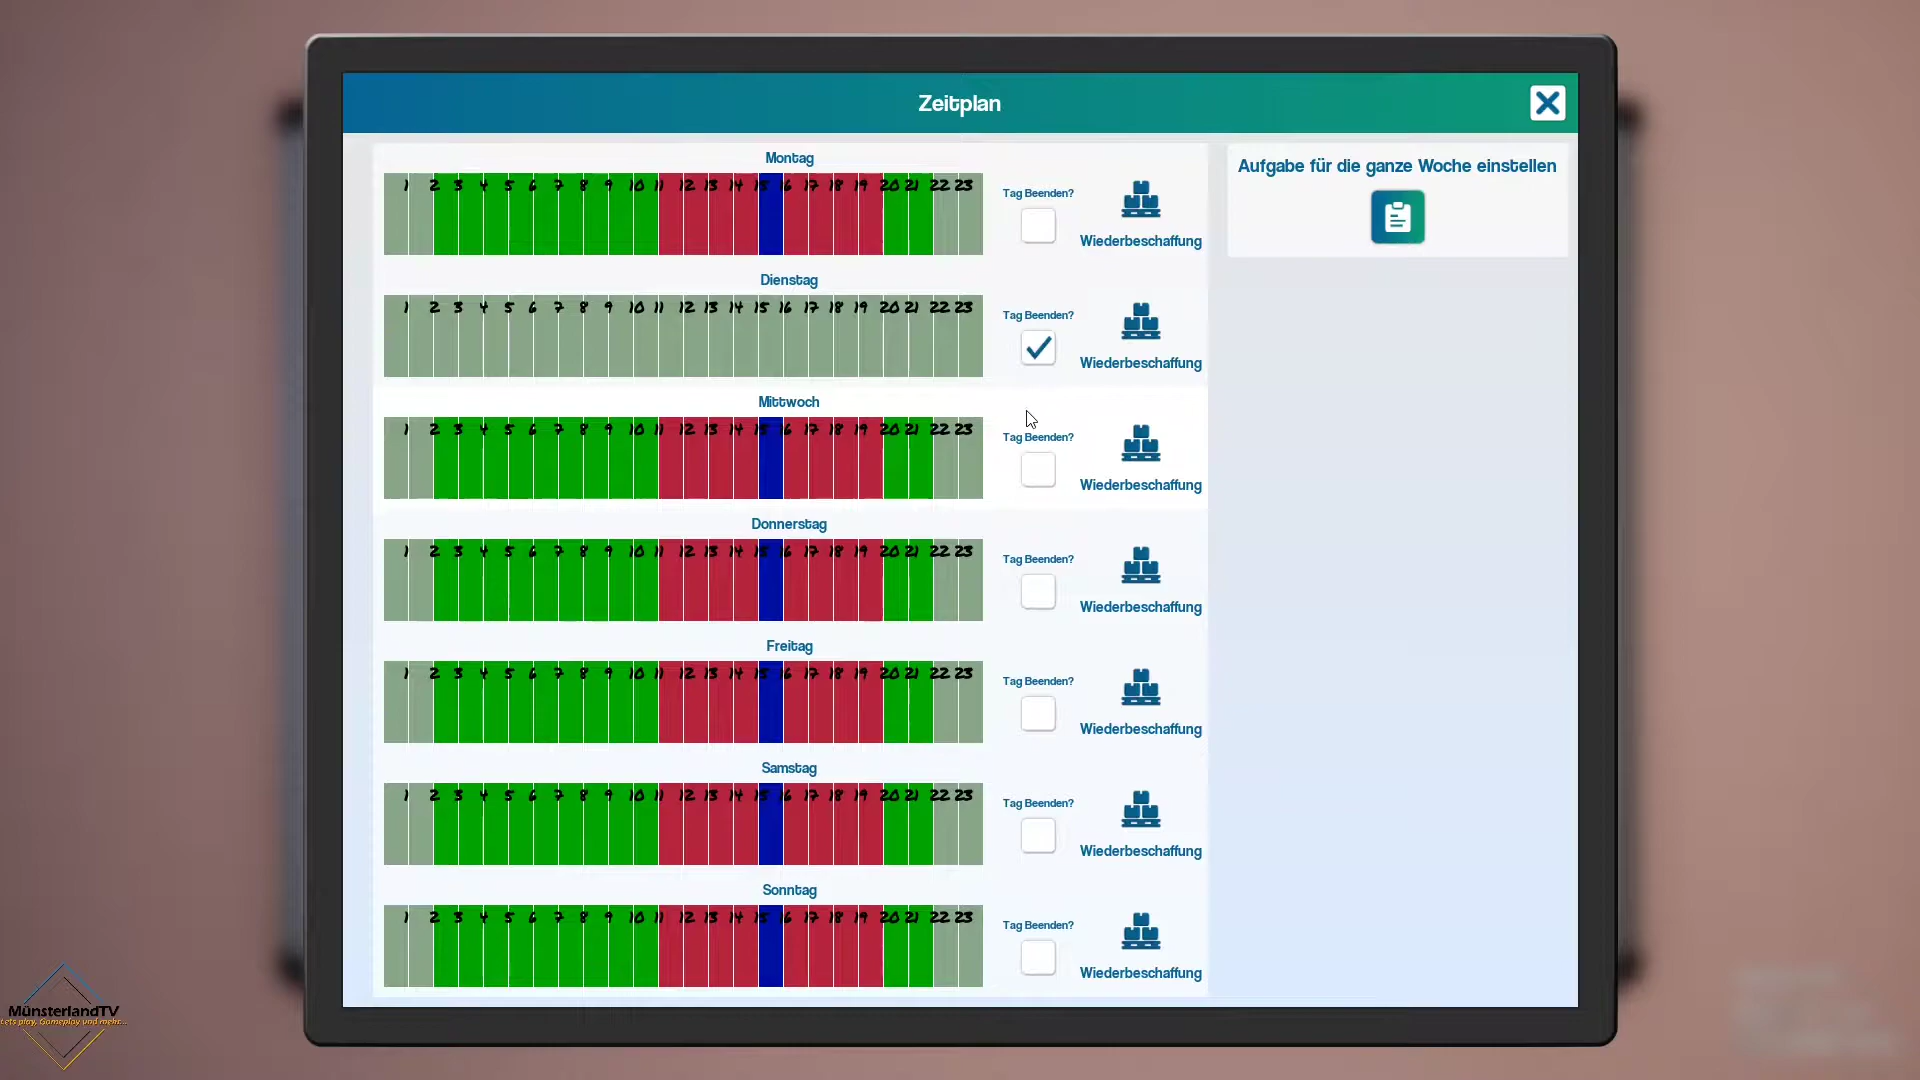 Zeitplan
Montag
1 2 3 4 5 6 7 8 9 10 11 12 13 14 15 16 17 18 19 20 21 22 23
Tag Beenden?
Wiederbeschaffung
Aufgabe für die ganze Woche einstellen
Dienstag
1 2 3 4 5 6 7 8 9 10 11 12 13 14 15 16 17 18 19 20 21 22 23
Tag Beenden?
Wiederbeschaffung
Mittwoch
1 2 3 4 5 6 7 8 9 10 11 12 13 14 15 16 17 18 19 20 21 22 23
Tag Beenden?
Wiederbeschaffung
Donnerstag
1 2 3 4 5 6 7 8 9 10 11 12 13 14 15 16 17 18 19 20 21 22 23
Tag Beenden?
Wiederbeschaffung
Freitag
1 2 3 4 5 6 7 8 9 10 11 12 13 14 15 16 17 18 19 20 21 22 23
Tag Beenden?
Wiederbeschaffung
Samstag
1 2 3 4 5 6 7 8 9 10 11 12 13 14 15 16 17 18 19 20 21 22 23
Tag Beenden?
Wiederbeschaffung
Sonntag
1 2 3 4 5 6 7 8 9 10 11 12 13 14 15 16 17 18 19 20 21 22 23
Tag Beenden?
Wiederbeschaffung
MünsterlandTV
Lets play, Gameplay und mehr...